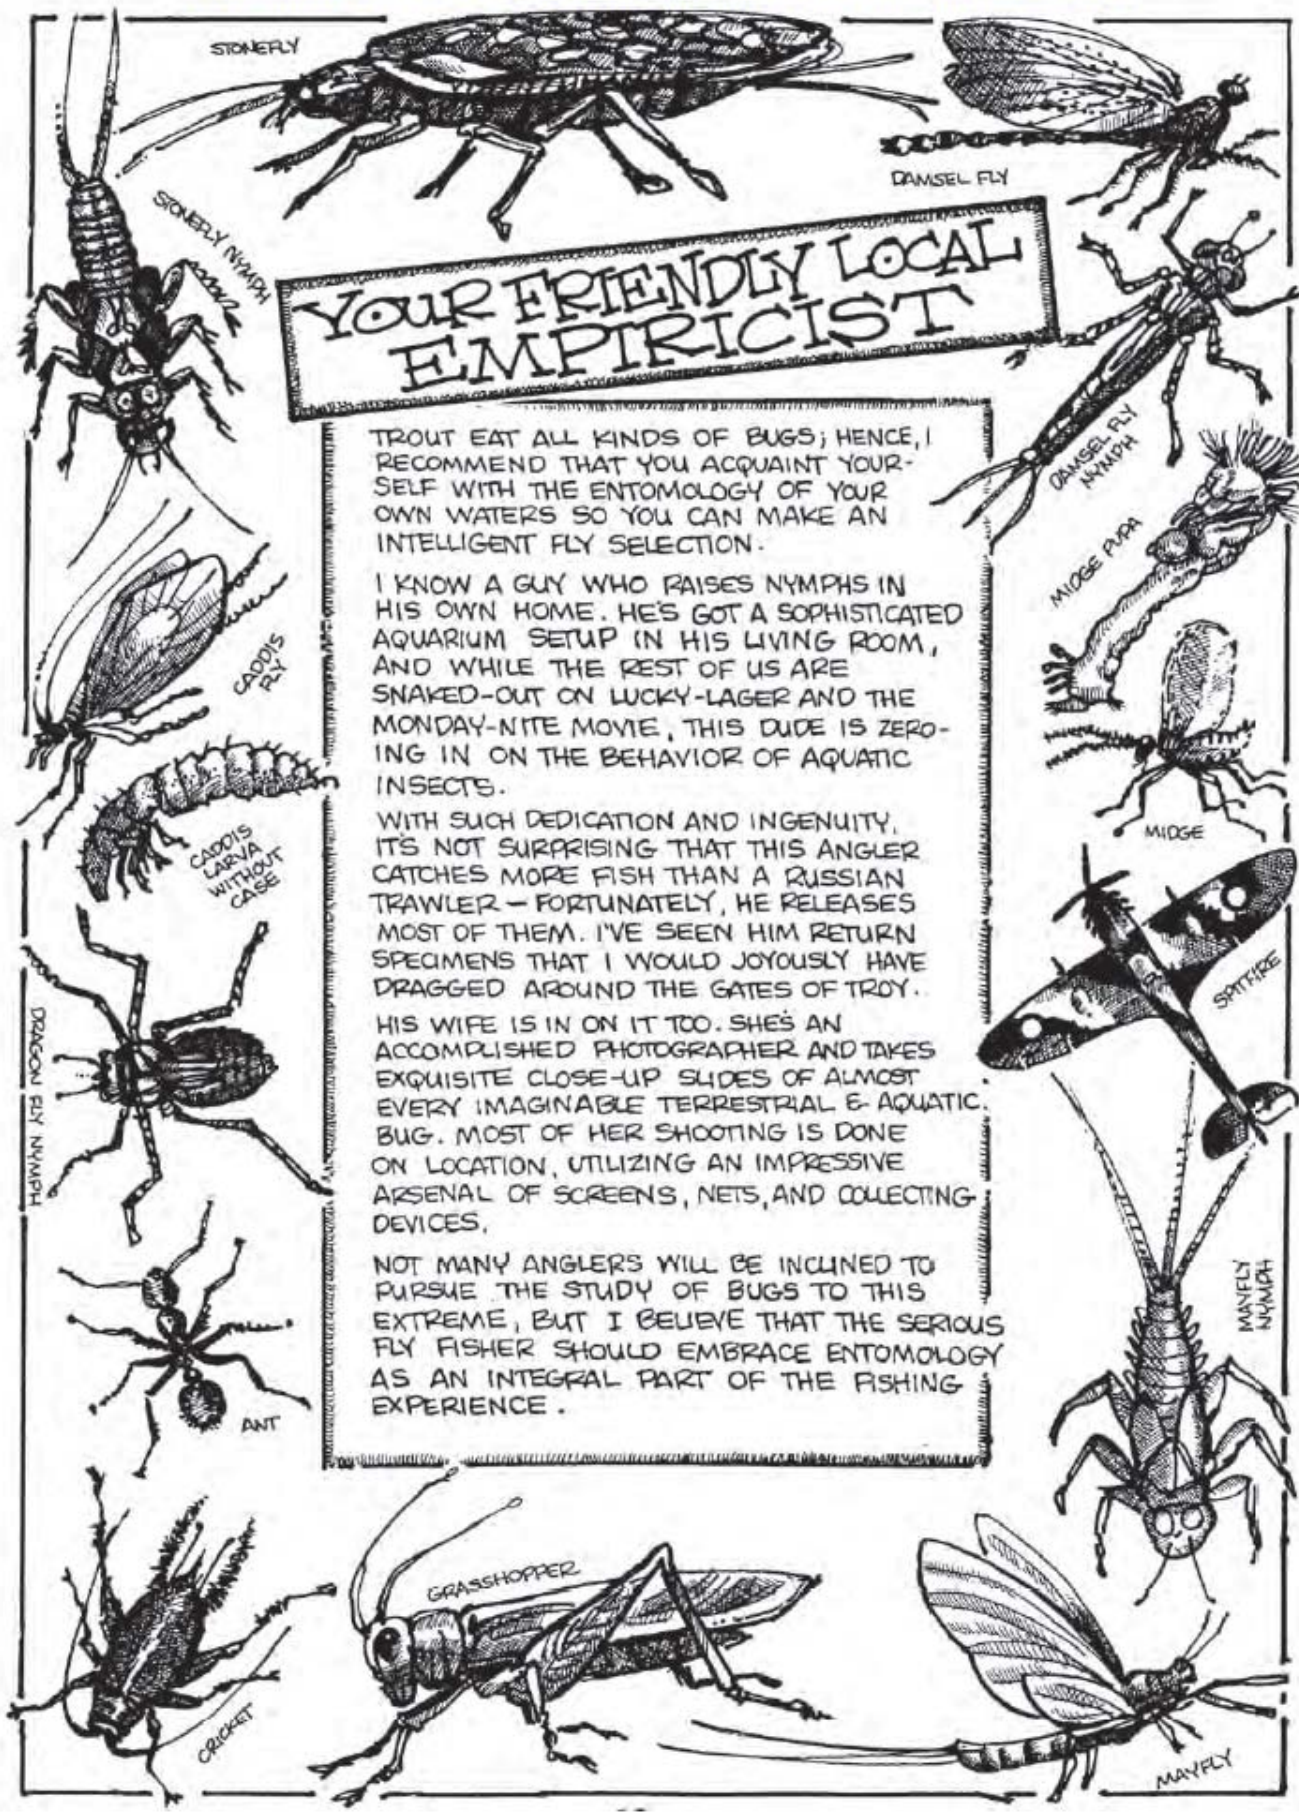 STONEFLY
DAMSEL FLY
STONEFLY NYMPH
YOUR FRIENDLY LOCAL
EMPIRICIST
TROUT EAT ALL KINDS OF BUGS; HENCE, I
RECOMMEND THAT YOU ACQUAINT YOUR-
SELF WITH THE ENTOMOLOGY OF YOUR
OWN WATERS SO YOU CAN MAKE AN
INTELLIGENT FLY SELECTION.
I KNOW A GUY WHO RAISES NYMPHS IN
HIS OWN HOME. HE'S GOT A SOPHISTICATED
AQUARIUM SETUP IN HIS LIVING ROOM,
AND WHILE THE REST OF US ARE
SNAKED-OUT ON LUCKY-LAGER AND THE
MONDAY-NITE MOVIE, THIS DUDE IS ZERO-
ING IN ON THE BEHAVIOR OF AQUATIC
INSECTS.
WITH SUCH DEDICATION AND INGENUITY,
IT'S NOT SURPRISING THAT THIS ANGLER
CATCHES MORE FISH THAN A RUSSIAN
TRAWLER – FORTUNATELY, HE RELEASES
MOST OF THEM. I'VE SEEN HIM RETURN
SPECIMENS THAT I WOULD JOYOUSLY HAVE
DRAGGED AROUND THE GATES OF TROY.
HIS WIFE IS IN ON IT TOO. SHE'S AN
ACCOMPLISHED PHOTOGRAPHER AND TAKES
EXQUISITE CLOSE-UP SLIDES OF ALMOST
EVERY IMAGINABLE TERRESTRIAL & AQUATIC
BUG. MOST OF HER SHOOTING IS DONE
ON LOCATION, UTILIZING AN IMPRESSIVE
ARSENAL OF SCREENS, NETS, AND COLLECTING
DEVICES.
NOT MANY ANGLERS WILL BE INCLINED TO
PURSUE THE STUDY OF BUGS TO THIS
EXTREME, BUT I BELIEVE THAT THE SERIOUS
FLY FISHER SHOULD EMBRACE ENTOMOLOGY
AS AN INTEGRAL PART OF THE FISHING
EXPERIENCE.
DAMSEL FLY
NYMPH
MIDGE PUPA
CADDIS
FLY
MIDGE
CADDIS
LARVA
WITHOUT
CASE
SPITFIRE
DRAGON FLY NYMPH
MAYFLY
NYMPH
ANT
GRASSHOPPER
CRICKET
MAYFLY